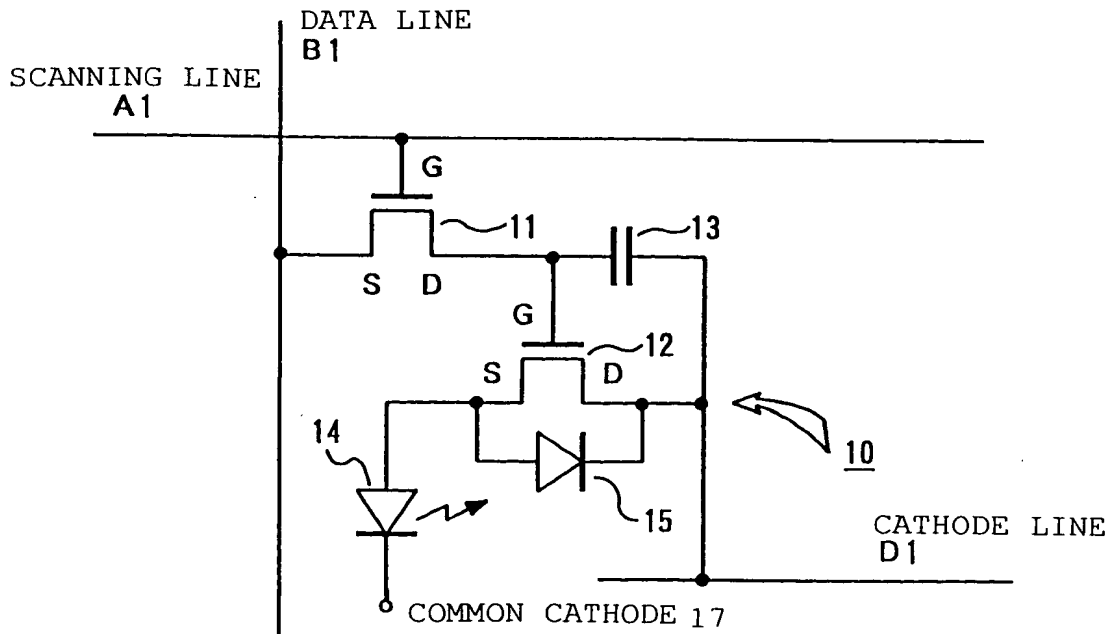 DATA LINE
B1
SCANNING LINE
A1
G
11
13
S D
G
12
S D
14
10
15
CATHODE LINE
D1
COMMON CATHODE 17